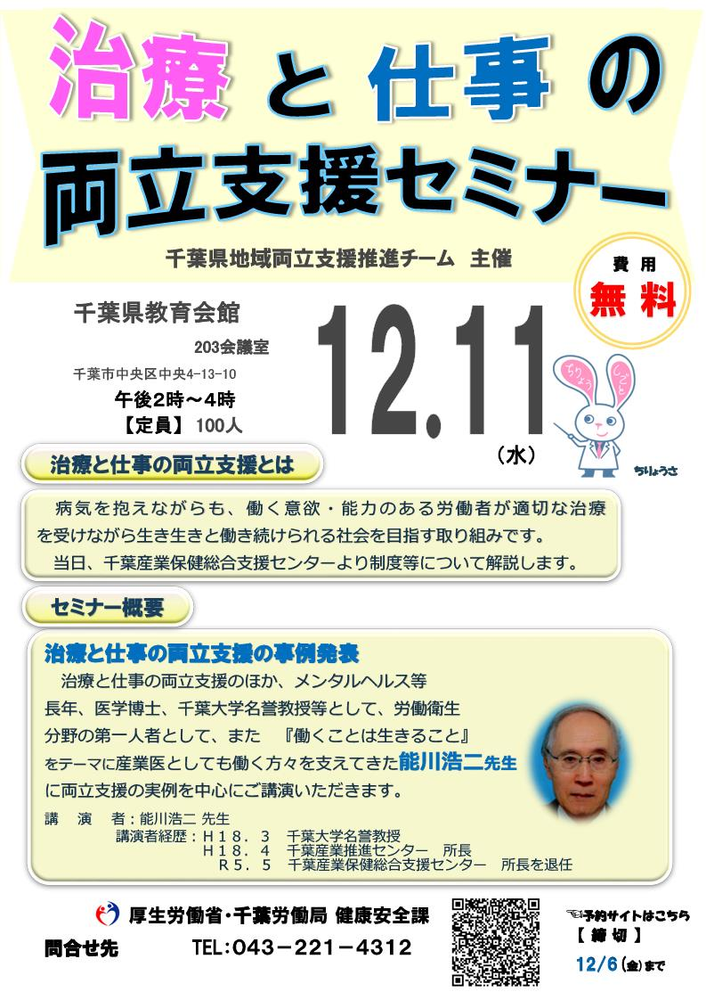 治療と仕事の
両立支援セミナー
千葉県地域両立支援推進チーム　主催
費用
無料
千葉県教育会館
203会議室
千葉市中央区中央4-13-10
午後2時～4時
【定員】 100人
12.11
（水）
ちりょう
しごと
ちりょうさ
治療と仕事の両立支援とは
病気を抱えながらも、働く意欲・能力のある労働者が適切な治療
を受けながら生き生きと働き続けられる社会を目指す取り組みです。
当日、千葉産業保健総合支援センターより制度等について解説します。
セミナー概要
治療と仕事の両立支援の事例発表
治療と仕事の両立支援のほか、メンタルヘルス等
長年、医学博士、千葉大学名誉教授等として、労働衛生
分野の第一人者として、また　『働くことは生きること』
をテーマに産業医としても働く方々を支えてきた能川浩二先生
に両立支援の実例を中心にご講演いただきます。
講　演　者：能川浩二 先生
講演者経歴：Ｈ１８．３　千葉大学名誉教授
Ｈ１８．４　千葉産業推進センター　所長
Ｒ５．５　千葉産業保健総合支援センター　所長を退任
厚生労働省・千葉労働局 健康安全課
問合せ先　TEL：043－221－4312
☜予約サイトはこちら
【 締 切 】
12/6（金）まで